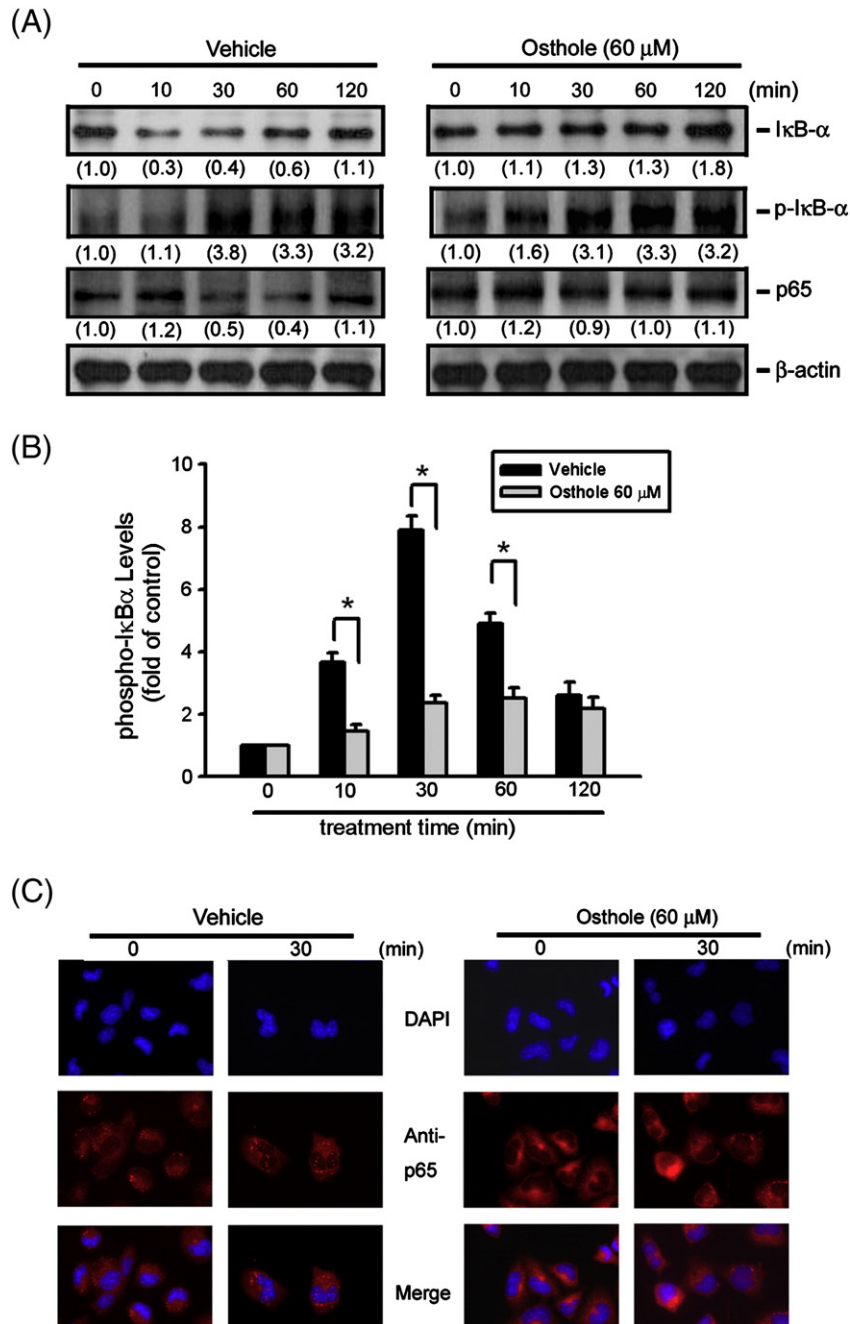 (A)
Vehicle
Osthole (60 μM)
0 10 30 60 120
0 10 30 60 120 (min)
IκB-α
(1.0) (0.3) (0.4) (0.6) (1.1)
(1.0) (1.1) (1.3) (1.3) (1.8)
p-IκB-α
(1.0) (1.1) (3.8) (3.3) (3.2)
(1.0) (1.6) (3.1) (3.3) (3.2)
p65
(1.0) (1.2) (0.5) (0.4) (1.1)
(1.0) (1.2) (0.9) (1.0) (1.1)
β-actin
(B)
phospho-IκBα Levels
(fold of control)
10
8
6
4
2
0
Vehicle
Osthole 60 μM
*
*
*
0 10 30 60 120
treatment time (min)
(C)
Vehicle
Osthole (60 μM)
0 30 (min)
0 30 (min)
DAPI
Anti-
p65
Merge